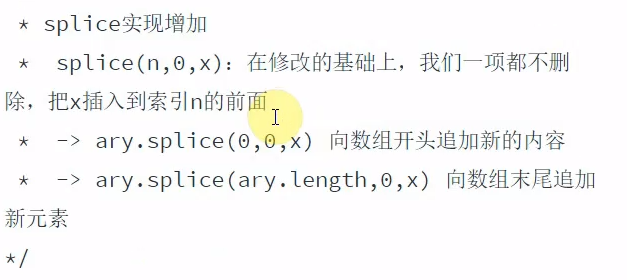 * splice实现增加
*  splice(n,0,x)：在修改的基础上，我们一项都不删
除，把x插入到索引n的前面
*  -> ary.splice(0,0,x) 向数组开头追加新的内容
*  -> ary.splice(ary.length,0,x) 向数组末尾追加
新元素
*/